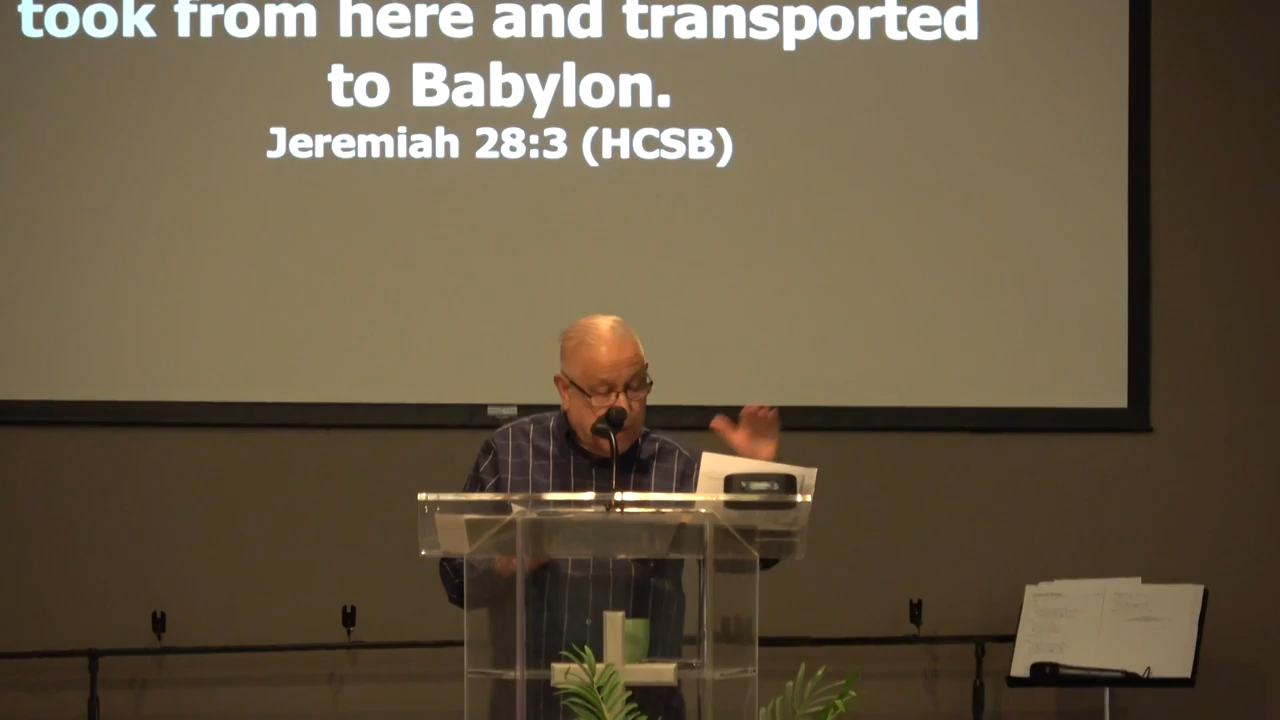 took from here and transported
to Babylon.
Jeremiah 28:3 (HCSB)